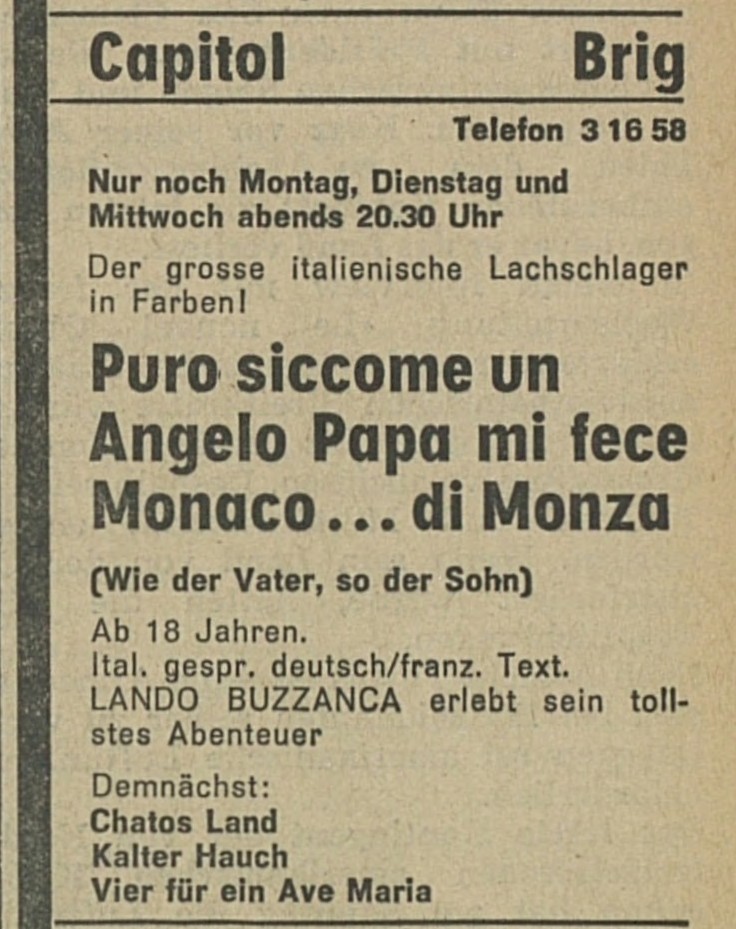 Capitol Brig
Telefon 3 16 58
Nur noch Montag, Dienstag und
Mittwoch abends 20.30 Uhr
Der grosse italienische Lachschlager
in Farben!
Puro siccome un
Angelo Papa mi fece
Monaco... di Monza
(Wie der Vater, so der Sohn)
Ab 18 Jahren.
Ital. gespr. deutsch/franz. Text.
LANDO BUZZANCA erlebt sein toll-
stes Abenteuer
Demnächst:
Chatos Land
Kalter Hauch
Vier für ein Ave Maria